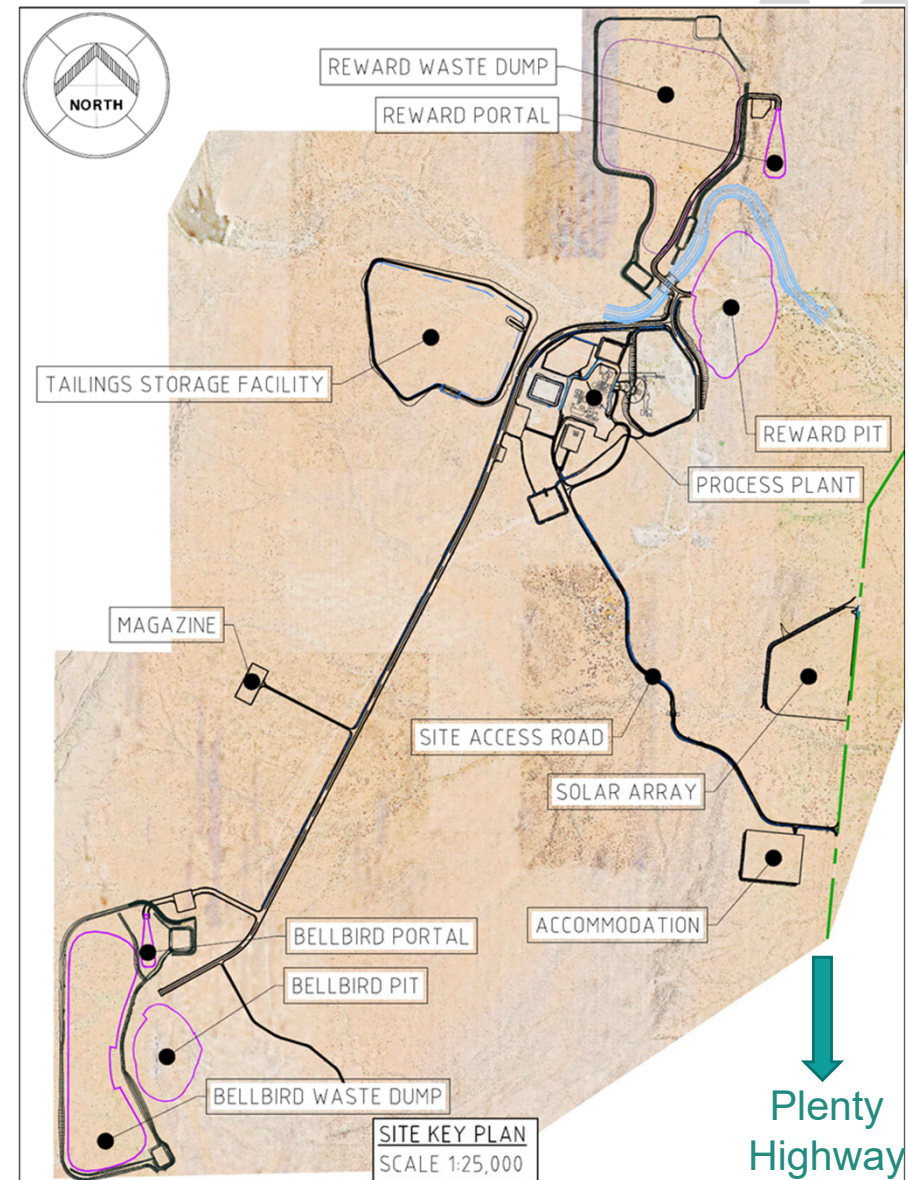 NORTH
REWARD WASTE DUMP
REWARD PORTAL
TAILINGS STORAGE FACILITY
REWARD PIT
PROCESS PLANT
MAGAZINE
SITE ACCESS ROAD
SOLAR ARRAY
ACCOMMODATION
BELLBIRD PORTAL
BELLBIRD PIT
BELLBIRD WASTE DUMP
SITE KEY PLAN
SCALE 1:25,000
Plenty
Highway